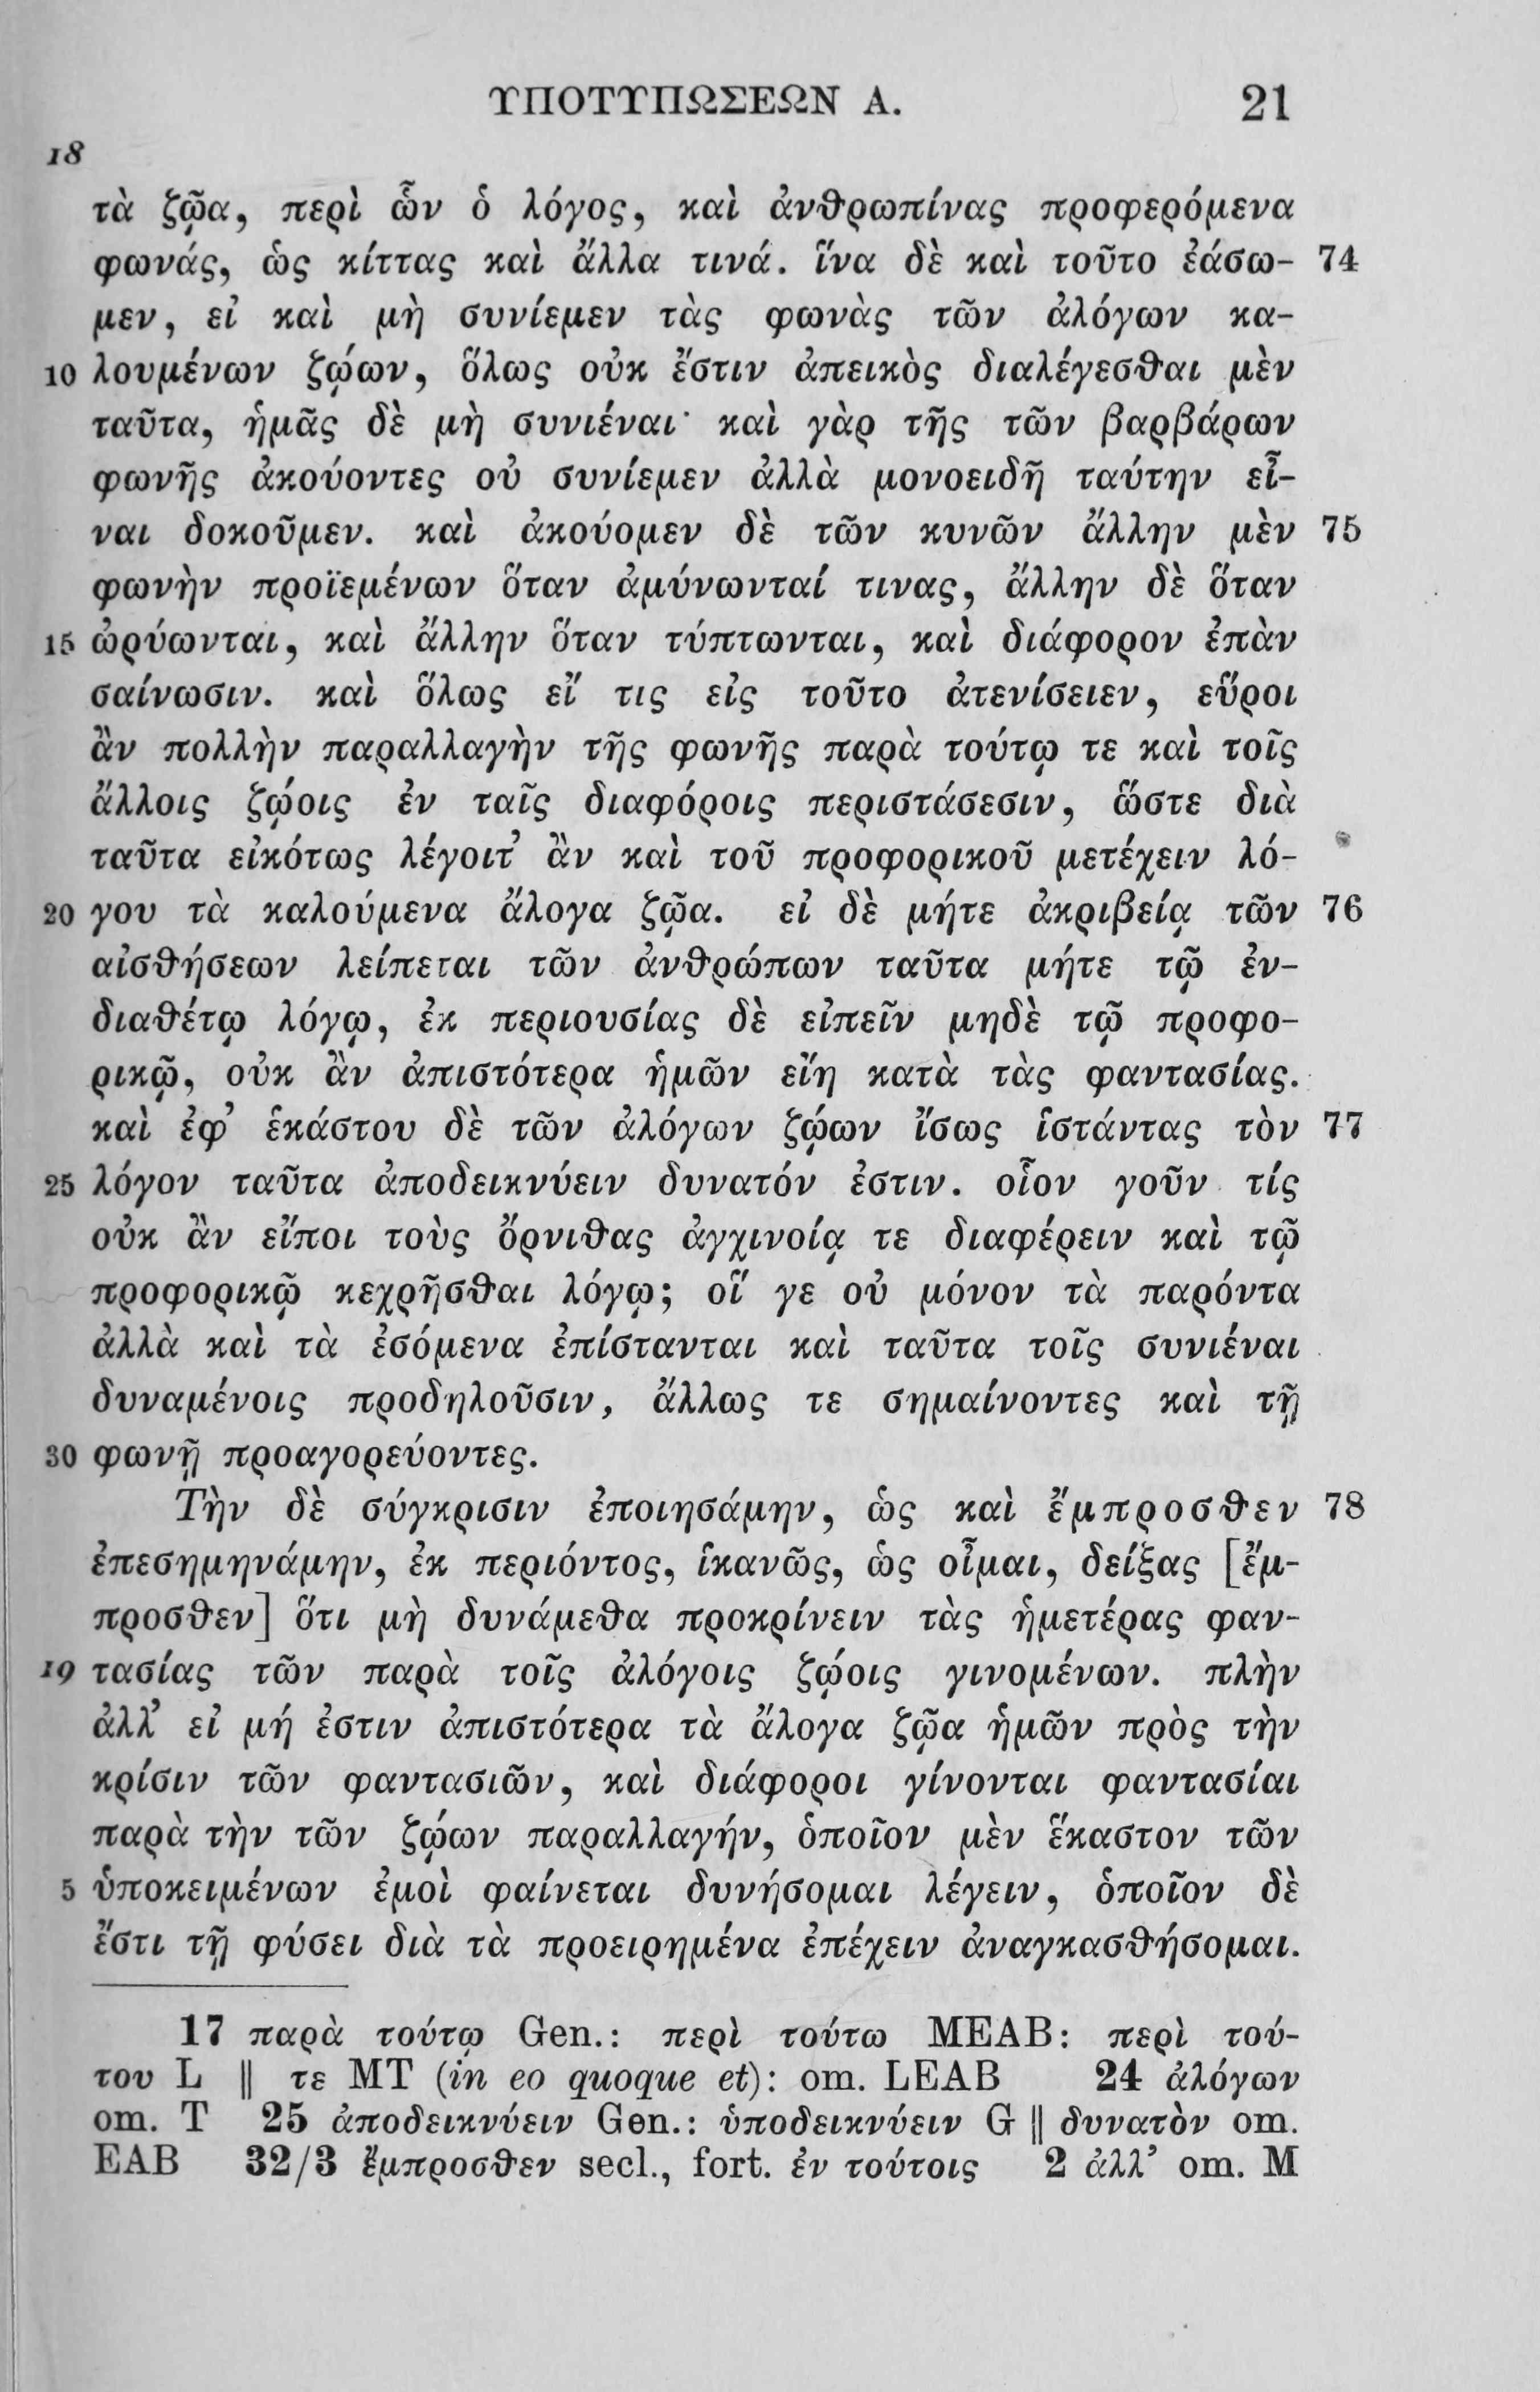 ΥΠΟΤΥΠΩΣΕΩΝ Α. 21
18
τὰ ζῷα, περὶ ὧν ὁ λόγος, καὶ ἀνθρωπίνας προφερόμενα
φωνάς, ὡς κίττας καὶ ἄλλα τινά. ἵνα δὲ καὶ τοῦτο ἐάσω- 74
μεν, εἰ καὶ μὴ συνίεμεν τὰς φωνὰς τῶν ἀλόγων κα-
10 λουμένων ζῴων, ὅλως οὐκ ἔστιν ἀπεικὸς διαλέγεσθαι μὲν
ταῦτα, ἡμᾶς δὲ μὴ συνιέναι· καὶ γὰρ τῆς τῶν βαρβάρων
φωνῆς ἀκούοντες οὐ συνίεμεν ἀλλὰ μονοειδῆ ταύτην εἶ-
ναι δοκοῦμεν. καὶ ἀκούομεν δὲ τῶν κυνῶν ἄλλην μὲν 75
φωνὴν προϊεμένων ὅταν ἀμύνωνταί τινας, ἄλλην δὲ ὅταν
15 ὠρύωνται, καὶ ἄλλην ὅταν τύπτωνται, καὶ διάφορον ἐπὰν
σαίνωσιν. καὶ ὅλως εἴ τις εἰς τοῦτο ἀτενίσειεν, εὕροι
ἂν πολλὴν παραλλαγὴν τῆς φωνῆς παρὰ τούτῳ τε καὶ τοῖς
ἄλλοις ζῴοις ἐν ταῖς διαφόροις περιστάσεσιν, ὥστε διὰ
ταῦτα εἰκότως λέγοιτ’ ἂν καὶ τοῦ προφορικοῦ μετέχειν λό-
20 γου τὰ καλούμενα ἄλογα ζῷα. εἰ δὲ μήτε ἀκριβείᾳ τῶν 76
αἰσθήσεων λείπεται τῶν ἀνθρώπων ταῦτα μήτε τῷ ἐν-
διαθέτῳ λόγῳ, ἐκ περιουσίας δὲ εἰπεῖν μηδὲ τῷ προφο-
ρικῷ, οὐκ ἂν ἀπιστότερα ἡμῶν εἴη κατὰ τὰς φαντασίας.
καὶ ἐφ’ ἑκάστου δὲ τῶν ἀλόγων ζῴων ἴσως ἱστάντας τὸν 77
25 λόγον ταῦτα ἀποδεικνύειν δυνατόν ἐστιν. οἷον γοῦν τίς
οὐκ ἂν εἴποι τοὺς ὄρνιθας ἀγχινοίᾳ τε διαφέρειν καὶ τῷ
προφορικῷ κεχρῆσθαι λόγῳ; οἵ γε οὐ μόνον τὰ παρόντα
ἀλλὰ καὶ τὰ ἐσόμενα ἐπίστανται καὶ ταῦτα τοῖς συνιέναι
δυναμένοις προδηλοῦσιν, ἄλλως τε σημαίνοντες καὶ τῇ
30 φωνῇ προαγορεύοντες.
Τὴν δὲ σύγκρισιν ἐποιησάμην, ὡς καὶ ἔμπροσθεν 78
ἐπεσημηνάμην, ἐκ περιόντος, ἱκανῶς, ὡς οἶμαι, δείξας [ἔμ-
προσθεν] ὅτι μὴ δυνάμεθα προκρίνειν τὰς ἡμετέρας φαν-
19 τασίας τῶν παρὰ τοῖς ἀλόγοις ζῴοις γινομένων. πλὴν
ἀλλ’ εἰ μή ἐστιν ἀπιστότερα τὰ ἄλογα ζῷα ἡμῶν πρὸς τὴν
κρίσιν τῶν φαντασιῶν, καὶ διάφοροι γίνονται φαντασίαι
παρὰ τὴν τῶν ζῴων παραλλαγήν, ὁποῖον μὲν ἕκαστον τῶν
5 ὑποκειμένων ἐμοὶ φαίνεται δυνήσομαι λέγειν, ὁποῖον δὲ
ἔστι τῇ φύσει διὰ τὰ προειρημένα ἐπέχειν ἀναγκασθήσομαι.
17 παρὰ τούτῳ Gen.: περὶ τούτω MEAB: περὶ τού-
του L || τε MT (in eo quoque et): om. LEAB 24 ἀλόγων
om. T 25 ἀποδεικνύειν Gen.: ὑποδεικνύειν G || δυνατὸν om.
EAB 32/3 ἔμπροσθεν secl., fort. ἐν τούτοις 2 ἀλλ’ om. M